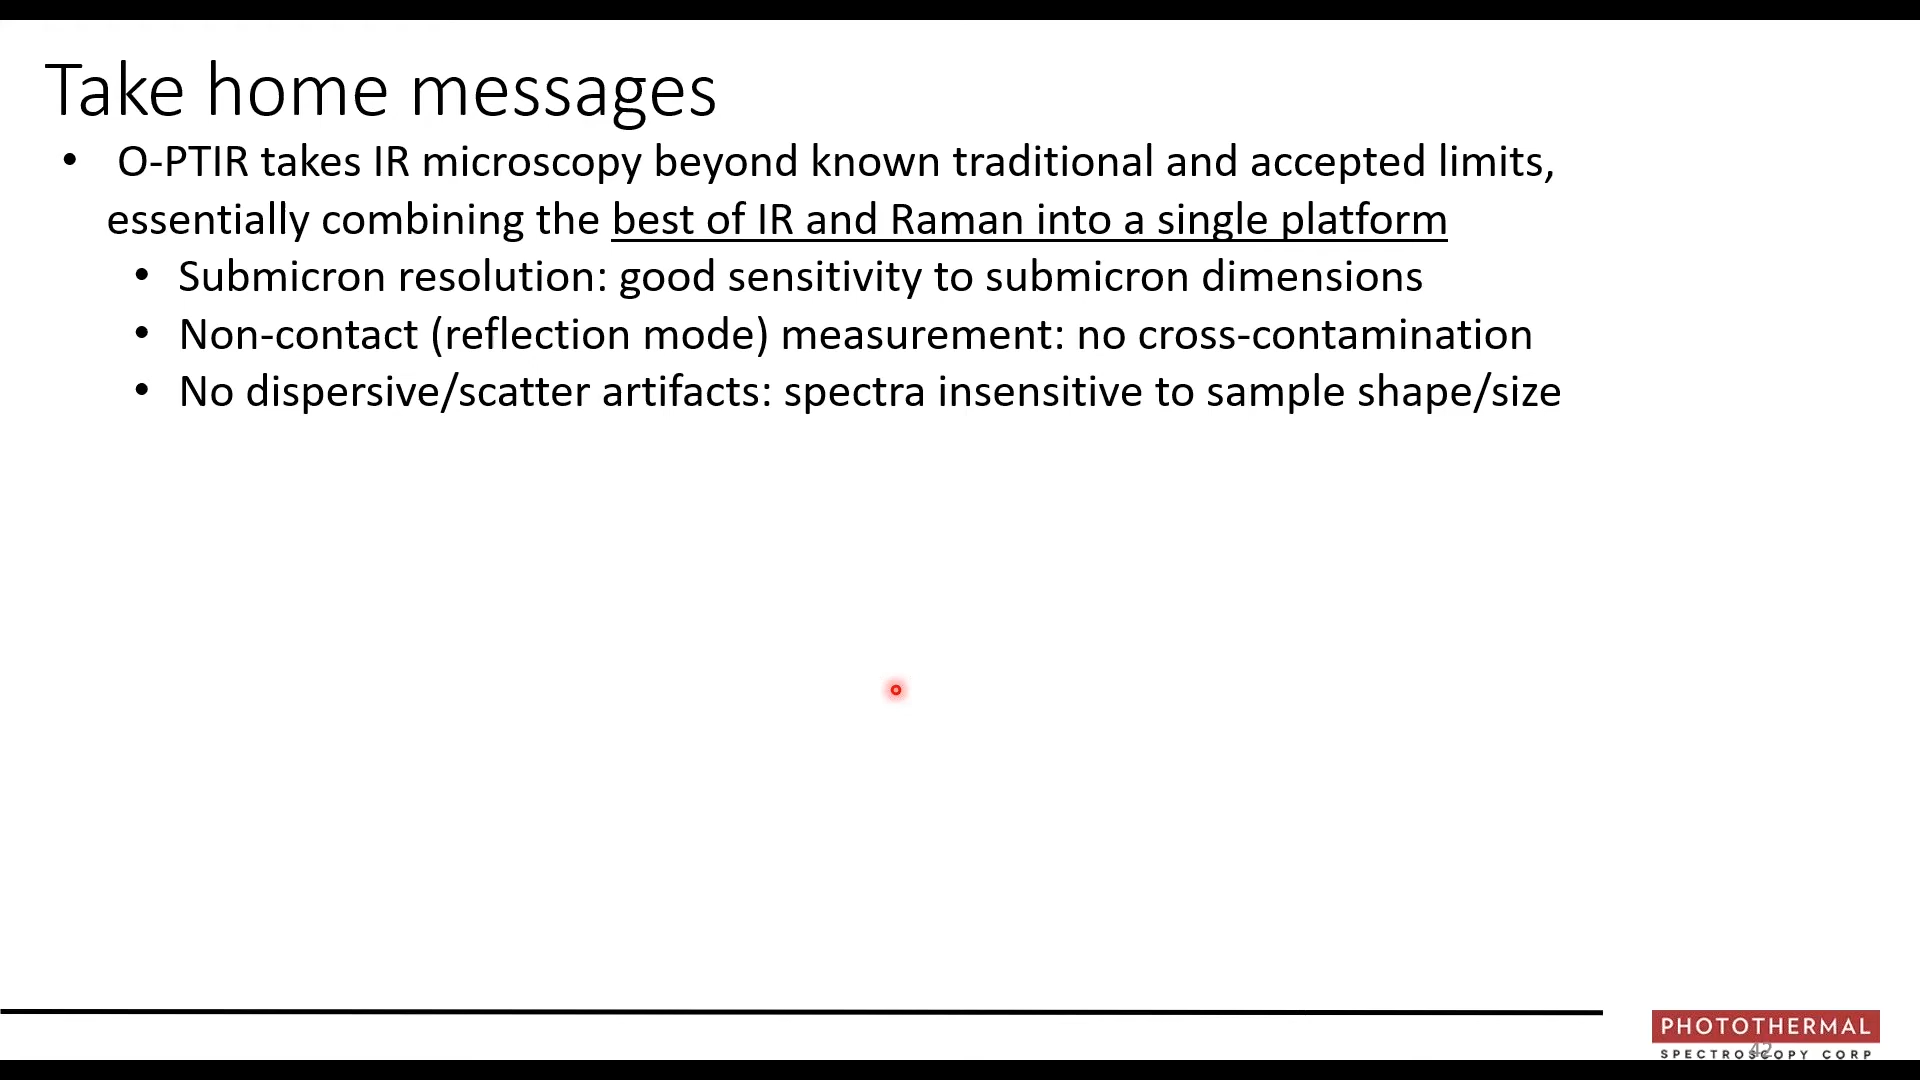 Take home messages
• O-PTIR takes IR microscopy beyond known traditional and accepted limits,
essentially combining the best of IR and Raman into a single platform
• Submicron resolution: good sensitivity to submicron dimensions
• Non-contact (reflection mode) measurement: no cross-contamination
• No dispersive/scatter artifacts: spectra insensitive to sample shape/size
PHOTOTHERMAL
SPECTROSCOPY CORP
42